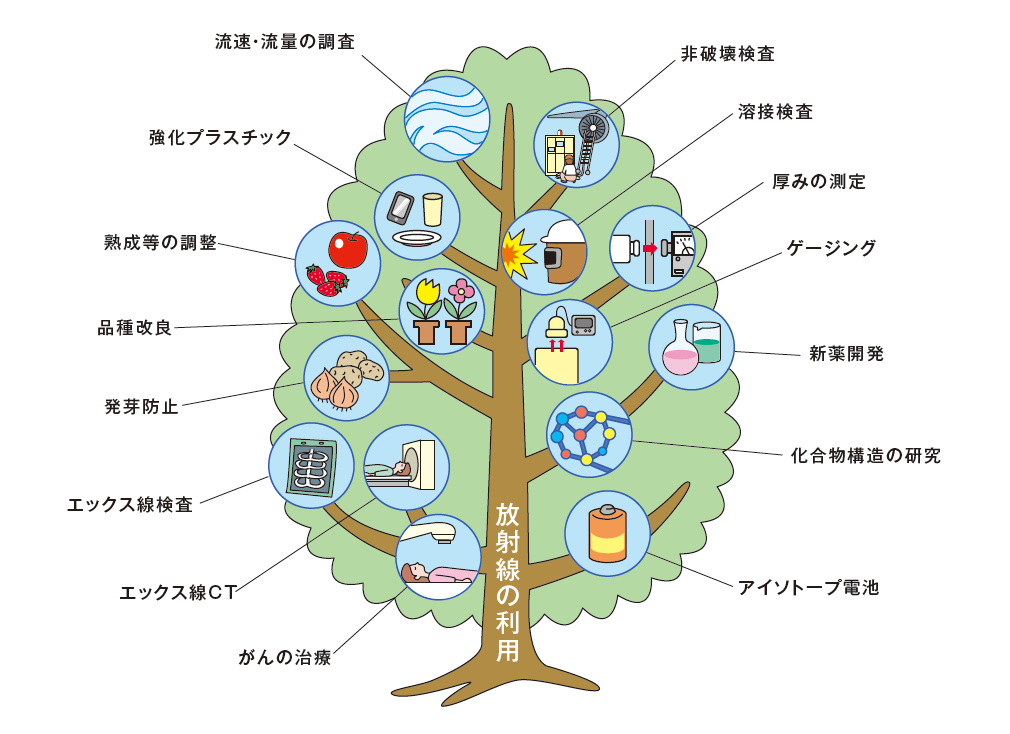 流速・流量の調査
強化プラスチック
熟成等の調整
品種改良
発芽防止
エックス線検査
エックス線CT
がんの治療
非破壊検査
溶接検査
厚みの測定
ゲージング
新薬開発
化合物構造の研究
アイソトープ電池
放射線の利用